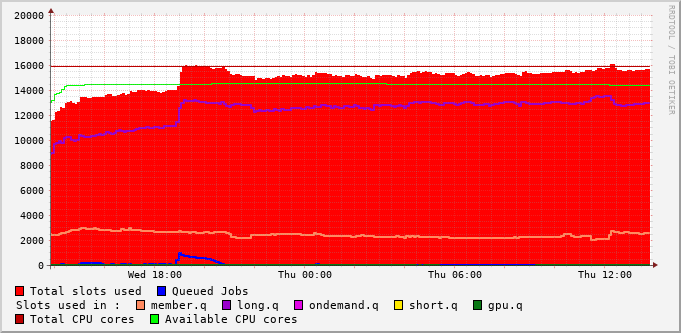 20000
18000
16000
14000
12000
10000
8000
6000
4000
2000
0
Wed 18:00 Thu 00:00 Thu 06:00 Thu 12:00
Total slots used Queued Jobs
Slots used in : member.q long.q ondemand.q short.q gpu.q
Total CPU cores Available CPU cores
RRDTOOL / TOBI OETIKER